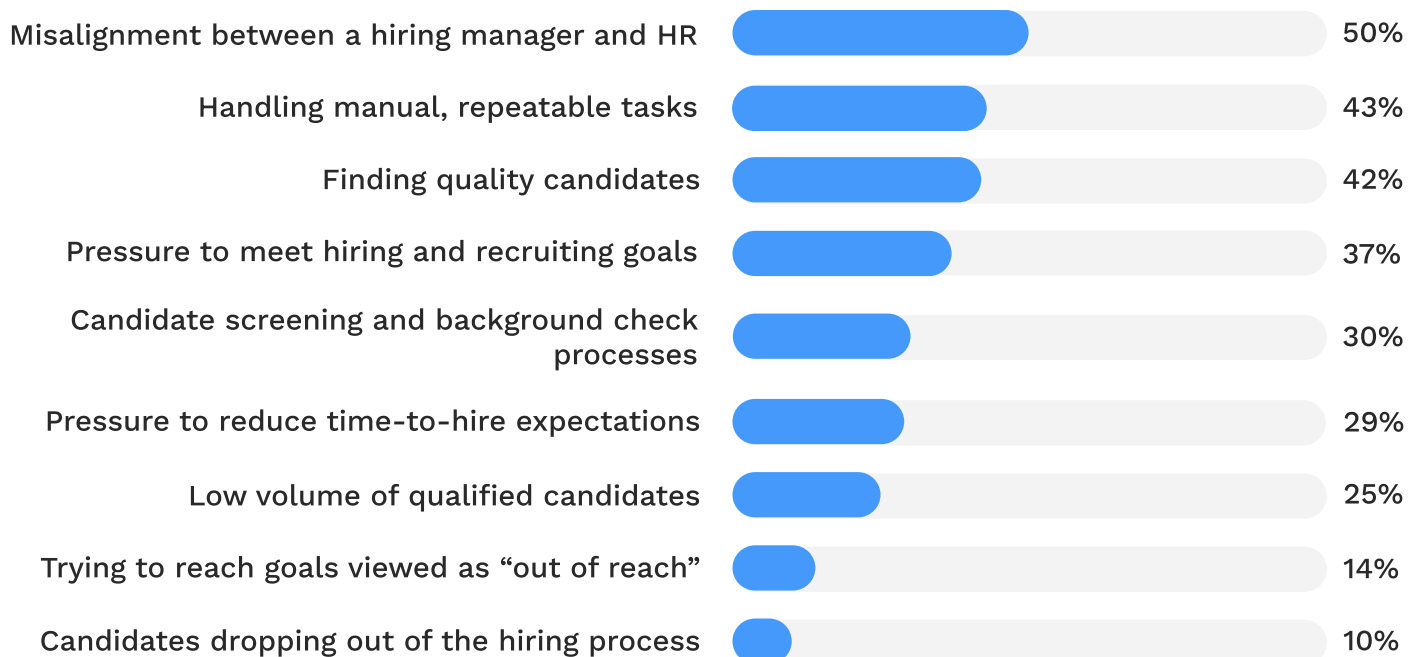 Misalignment between a hiring manager and HR 50%
Handling manual, repeatable tasks 43%
Finding quality candidates 42%
Pressure to meet hiring and recruiting goals 37%
Candidate screening and background check
processes 30%
Pressure to reduce time-to-hire expectations 29%
Low volume of qualified candidates 25%
Trying to reach goals viewed as “out of reach” 14%
Candidates dropping out of the hiring process 10%